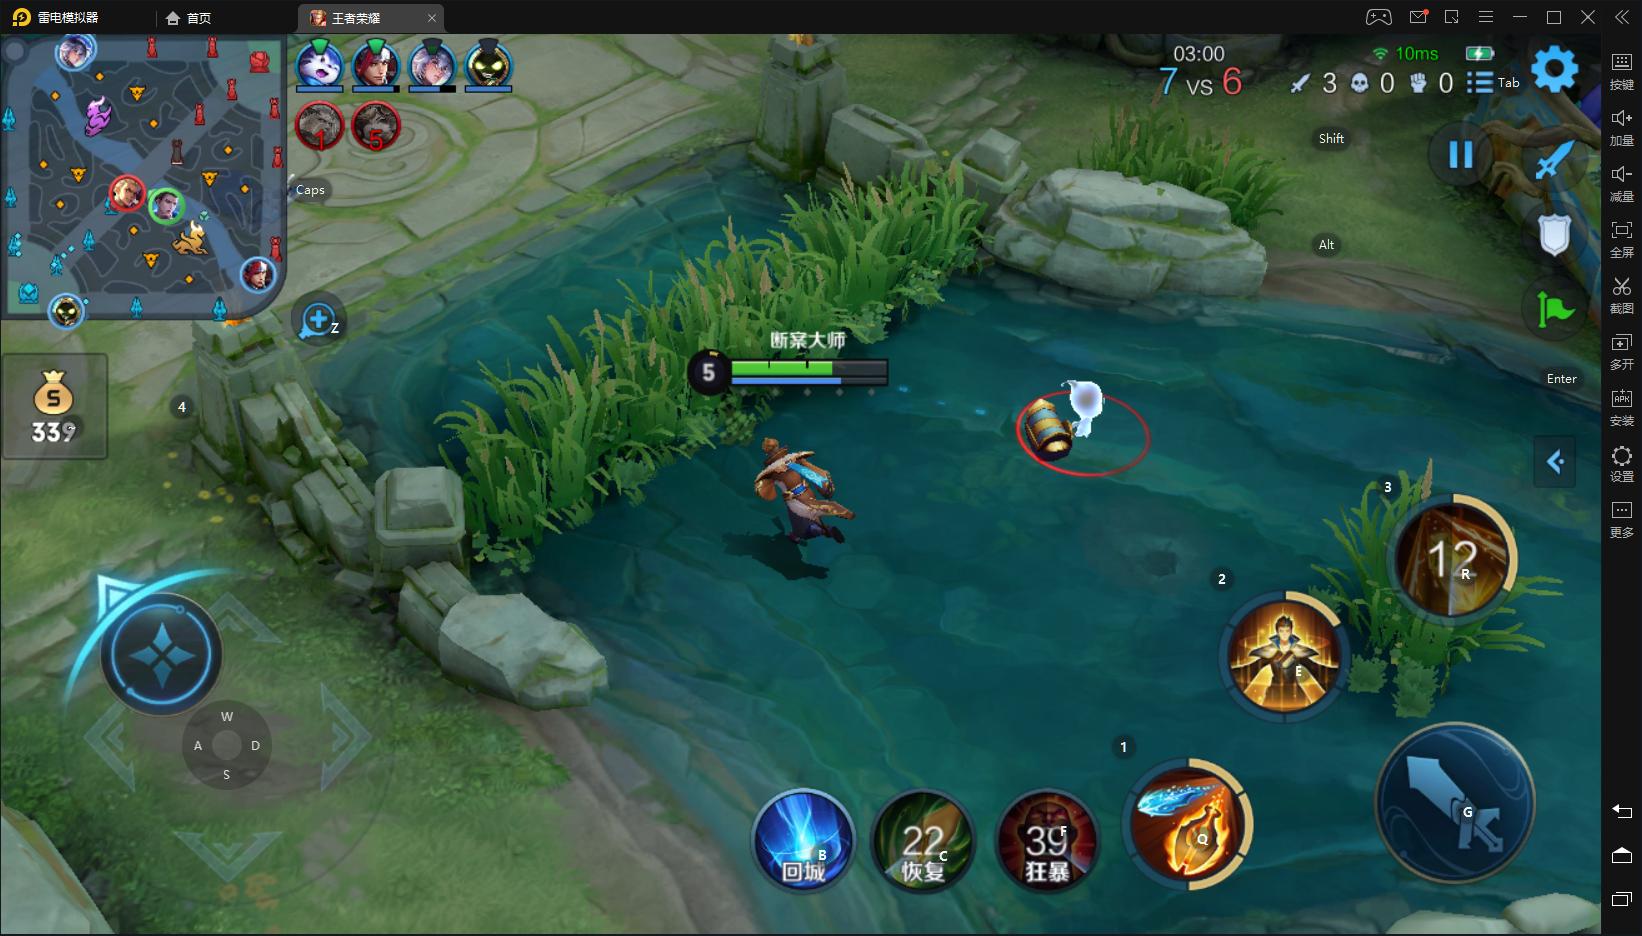 雷电模拟器
首页
王者荣耀
03:00
7 VS 6
10ms
3 0 0
Tab
1
5
Caps
Shift
Alt
Enter
Z
339
4
断案大师
5
3
12
R
2
E
1
Q
G
W
A D
S
回城
B
22
恢复
C
39
狂暴
F
按键
加量
减量
全屏
截图
多开
APK
安装
设置
更多